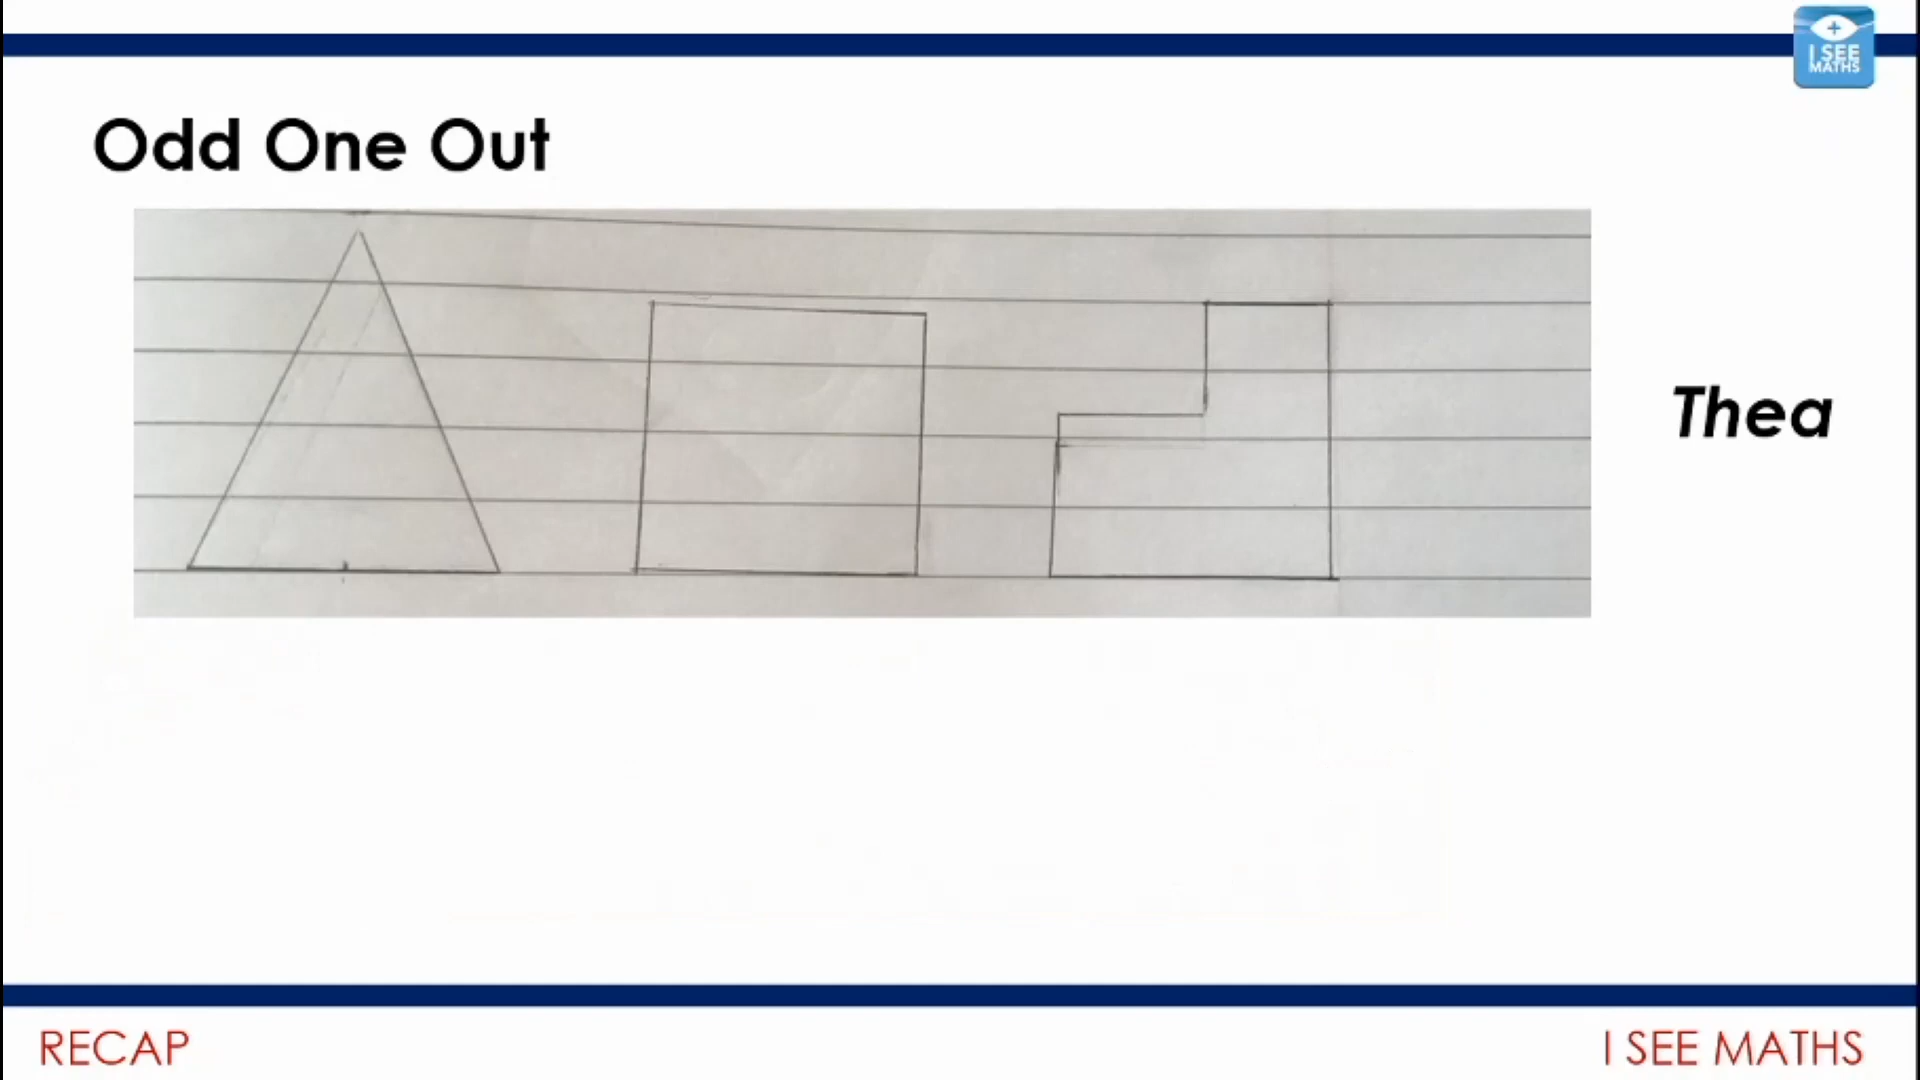 I SEE
MATHS
Odd One Out
Thea
RECAP
I SEE MATHS